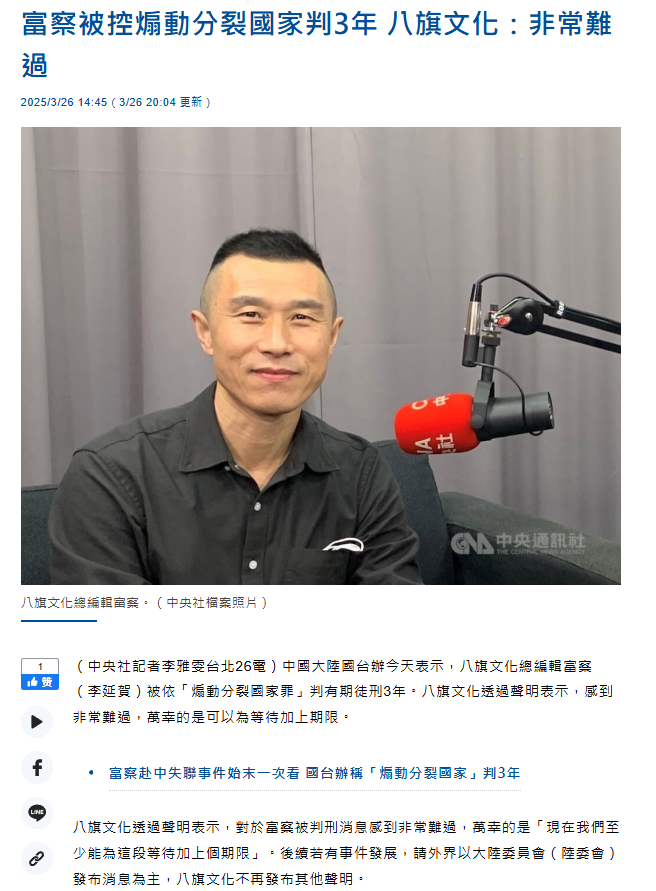 富察被控煽動分裂國家判3年 八旗文化：非常難
過
2025/3/26 14:45（3/26 20:04 更新）
CNA 中央通訊社
THE CENTRAL NEWS AGENCY
八旗文化總編輯富察。（中央社檔案照片）
1
赞
（中央社記者李雅雯台北26電）中國大陸國台辦今天表示，八旗文化總編輯富察
（李延賀）被依「煽動分裂國家罪」判有期徒刑3年。八旗文化透過聲明表示，感到
非常難過，萬幸的是可以為等待加上期限。
富察赴中失聯事件始末一次看 國台辦稱「煽動分裂國家」判3年
LINE
八旗文化透過聲明表示，對於富察被判刑消息感到非常難過，萬幸的是「現在我們至
少能為這段等待加上個期限」。後續若有事件發展，請外界以大陸委員會（陸委會）
發布消息為主，八旗文化不再發布其他聲明。